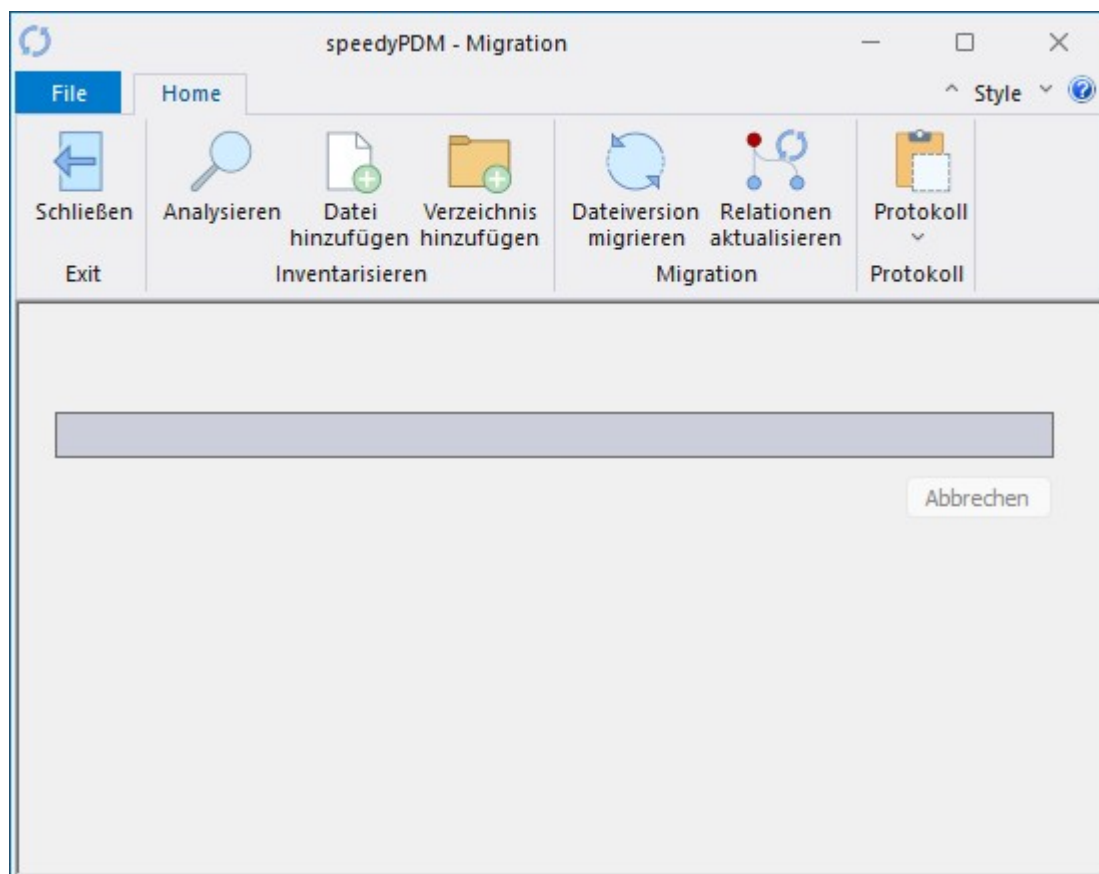 speedyPDM - Migration
File Home Style
Schließen Analysieren Datei Verzeichnis Dateiversion Relationen Protokoll
hinzufügen hinzufügen migrieren aktualisieren
Exit Inventarisieren Migration Protokoll
Abbrechen